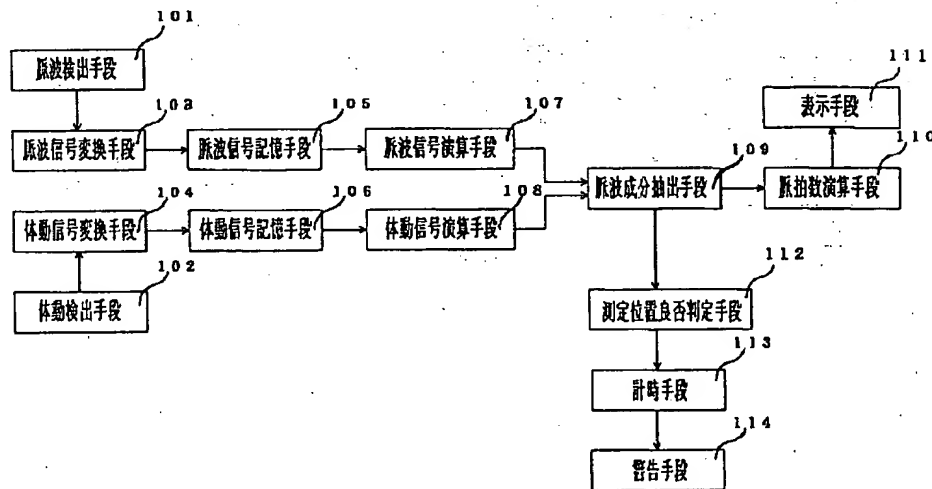 101
脈波検出手段
103
脈波信号変換手段
105
脈波信号記憶手段
107
脈波信号演算手段
104
体動信号変換手段
106
体動信号記憶手段
108
体動信号演算手段
102
体動検出手段
109
脈波成分抽出手段
111
表示手段
110
脈拍数演算手段
112
測定位置良否判定手段
113
計時手段
114
警告手段